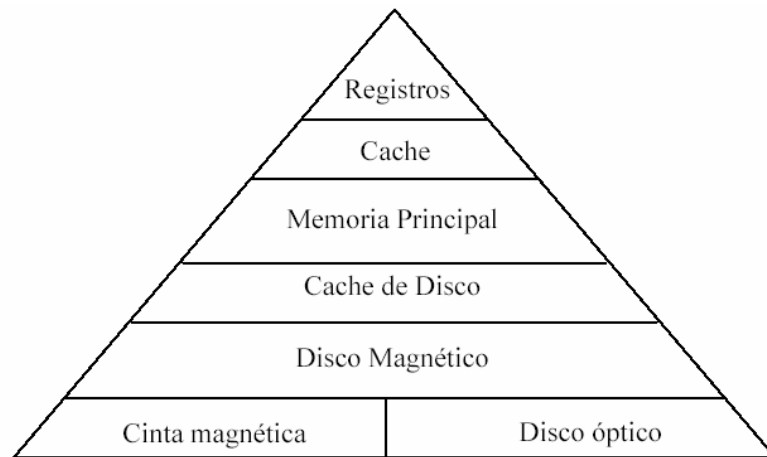 Registros
Cache
Memoria Principal
Cache de Disco
Disco Magnético
Cinta magnética
Disco óptico